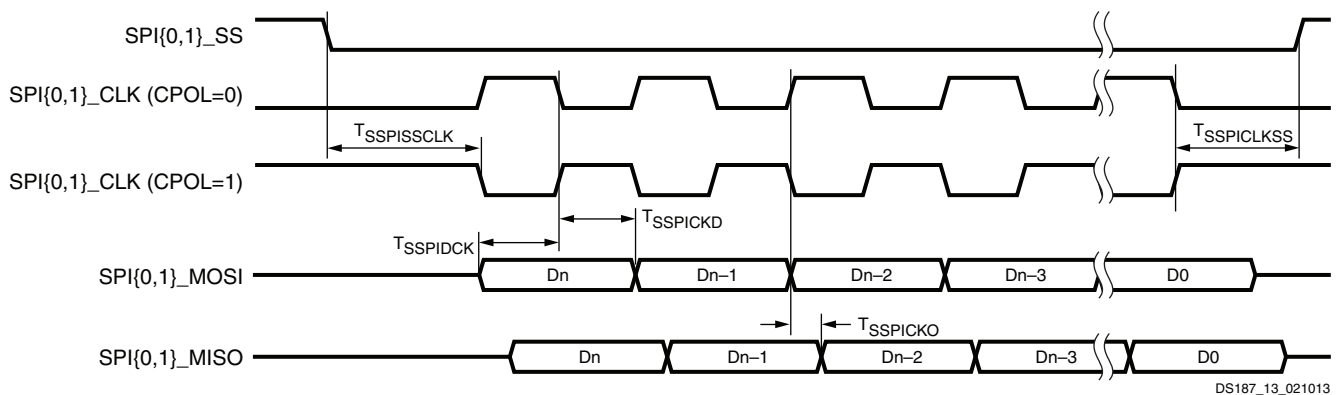 SPI{0,1}_SS
SPI{0,1}_CLK (CPOL=0)
TSSPISSCLK
TSSPICLKSS
SPI{0,1}_CLK (CPOL=1)
TSSPICKD
TSSPIDCK
SPI{0,1}_MOSI
Dn Dn–1 Dn–2 Dn–3 D0
TSSPICKO
SPI{0,1}_MISO
Dn Dn–1 Dn–2 Dn–3 D0
DS187_13_021013